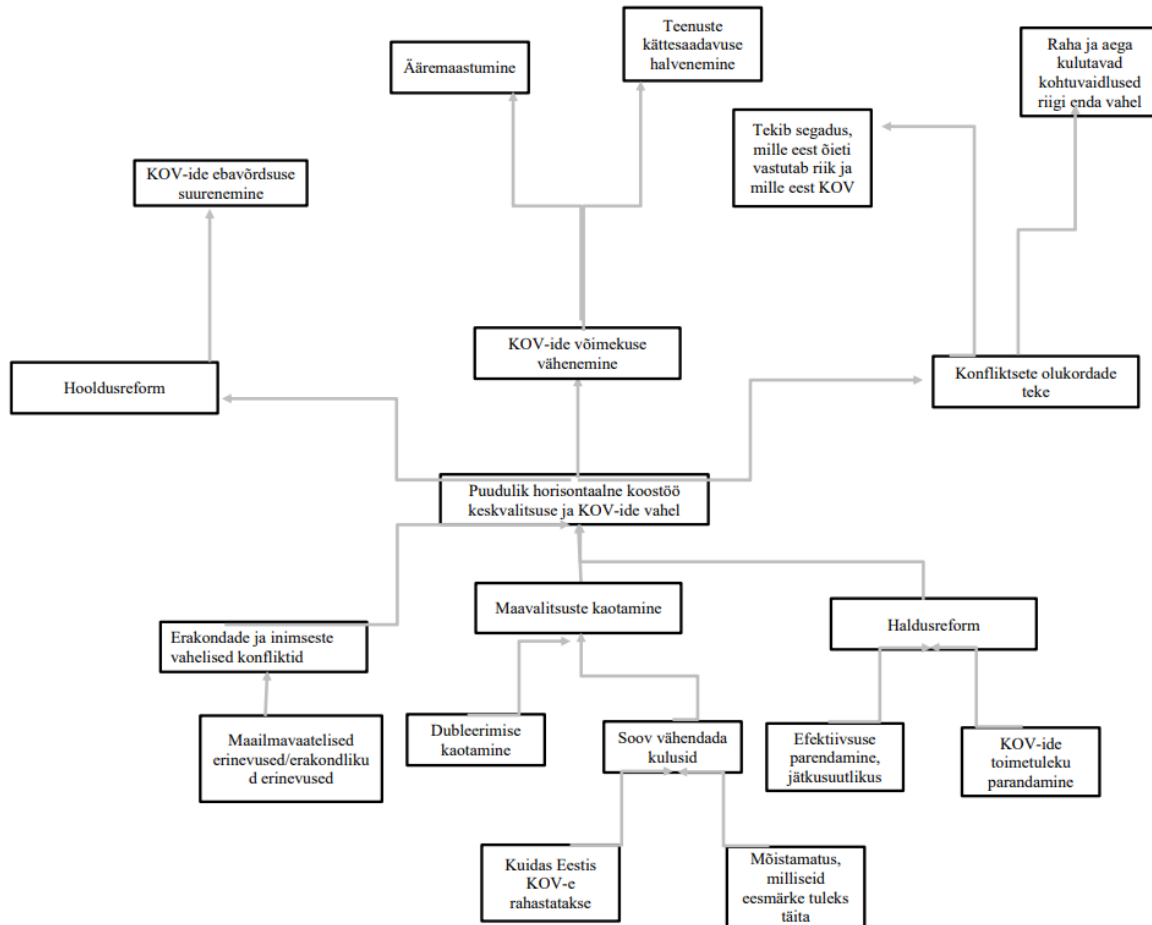 Teenuste
kättesaadavuse
halvenemine
Ääremaastumine
Raha ja aega
kulutavad
kohtuvaidlused
riigi enda vahel
Tekib segadus,
mille eest õieti
vastutab riik ja
mille eest KOV
KOV-ide ebavõrdsuse
suurenemine
KOV-ide võimekuse
vähenemine
Hooldusreform
Konfliktsete olukordade
teke
Puudulik horisontaalne koostöö
keskvalitsuse ja KOV-ide vahel
Maavalitsuste kaotamine
Haldusreform
Erakondade ja inimseste
vahelised konfliktid
Maailmavaatelised
erinevused/erakondliku
d erinevused
Dubleerimise
kaotamine
Soov vähendada
kulusid
Efektiivsuse
parendamine,
jätkusuutlikus
KOV-ide
toimetuleku
parandamine
Kuidas Eestis
KOV-e
rahastatakse
Mõistamatus,
milliseid
eesmärke tuleks
täita